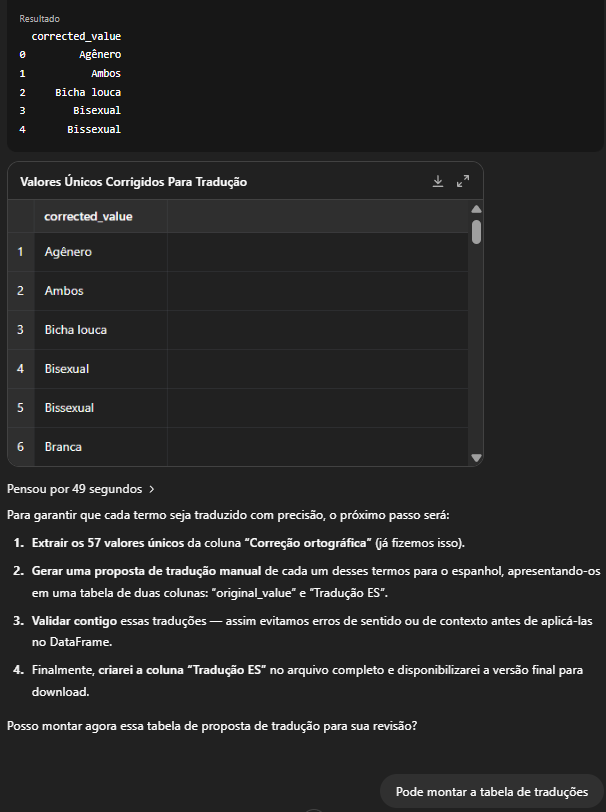 Resultado
corrected_value
0 Agênero
1 Ambos
2 Bicha louca
3 Bisexual
4 Bissexual
Valores Únicos Corrigidos Para Tradução
corrected_value
1 Agênero
2 Ambos
3 Bicha louca
4 Bisexual
5 Bissexual
6 Branca
Pensou por 49 segundos >
Para garantir que cada termo seja traduzido com precisão, o próximo passo será:
1. Extrair os 57 valores únicos da coluna “Correção ortográfica” (já fizemos isso).
2. Gerar uma proposta de tradução manual de cada um desses termos para o espanhol, apresentando-os
em uma tabela de duas colunas: “original_value” e “Tradução ES”.
3. Validar contigo essas traduções — assim evitamos erros de sentido ou de contexto antes de aplicá-las
no DataFrame.
4. Finalmente, criarei a coluna “Tradução ES” no arquivo completo e disponibilizarei a versão final para
download.
Posso montar agora essa tabela de proposta de tradução para sua revisão?
Pode montar a tabela de traduções